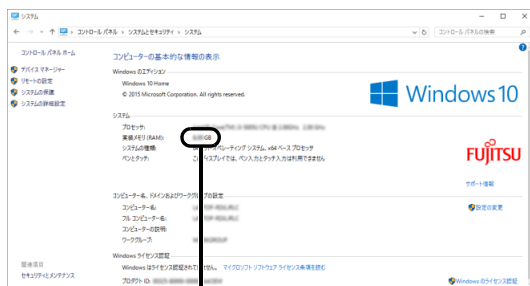 システム
コントロール パネル › システムとセキュリティ › システム
コントロール パネルの検索
コントロール パネル ホーム
デバイス マネージャー
リモートの設定
システムの保護
システムの詳細設定
コンピューターの基本的な情報の表示
Windows のエディション
Windows 10 Home
© 2015 Microsoft Corporation. All rights reserved.
Windows 10
システム
プロセッサ:
実装メモリ (RAM): GB
システムの種類: オペレーティング システム、x64 ベース プロセッサ
ペンとタッチ: ディスプレイでは、ペン入力とタッチ入力は利用できません
FUJITSU
サポート情報
コンピューター名、ドメインおよびワークグループの設定
コンピューター名:
設定の変更
フル コンピューター名:
コンピューターの説明:
ワークグループ:
Windows ライセンス認証
Windows はライセンス認証されていません。 マイクロソフト ソフトウェア ライセンス条項を読む
プロダクト ID:
Windows のライセンス認証
関連項目
セキュリティとメンテナンス